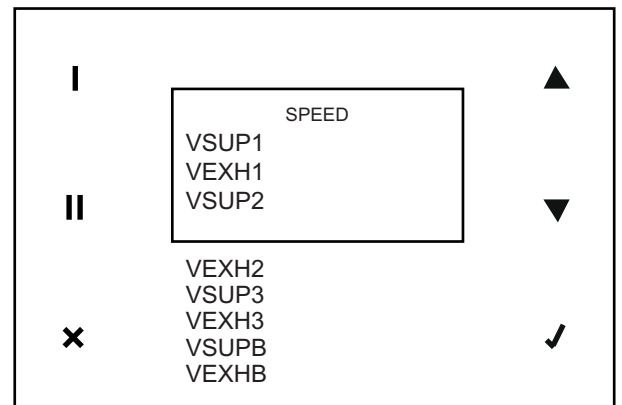 I
▲
SPEED
VSUP1
VEXH1
VSUP2
II
▼
VEXH2
VSUP3
VEXH3
VSUPB
VEXHB
×
✓